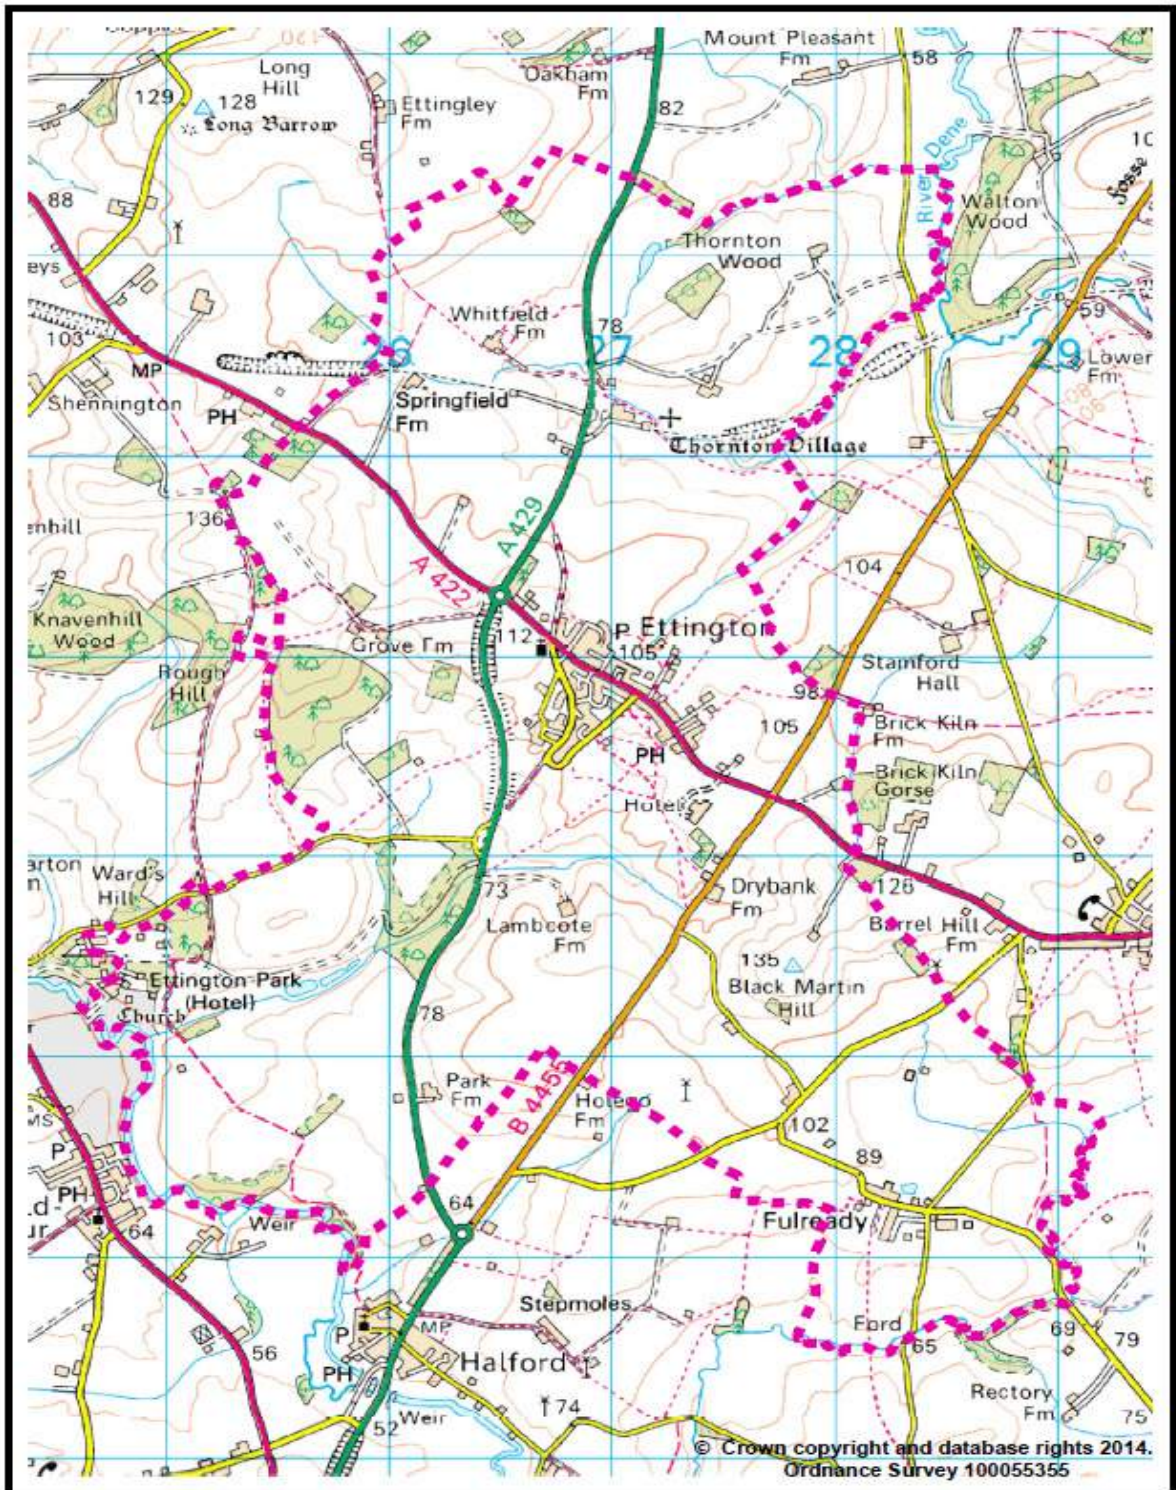 Long
Hill
129
128
Long Barrow
Ettingley
Fm
Oakham
Fm
Mount Pleasant
Fm
58
82
River Dene
Walton
Wood
Fosse
88
eys
Thornton
Wood
Whitfield
Fm
78
59
103
MP
26
27
28
29
Lower
Fm
Shennington
PH
Springfield
Fm
Thornton Village
136
enhill
A 429
A 422
104
Knavenhill
Wood
Grove Fm
112
P
Ettington
105
Stamford
Hall
Rough
Hill
98
105
Brick Kiln
Fm
PH
Brick Kiln
Gorse
Hotel
arton
Ward's
Hill
73
Drybank
Fm
126
Lambcote
Fm
Barrel Hill
Fm
135
Black Martin
Hill
Ettington Park
(Hotel)
Church
78
Park
Fm
B 4455
Fm
102
MS
P
89
PH
64
64
Weir
Fulready
Stepmoles
Ford
65
69
79
MP
P
56
PH
Halford
Rectory
Fm
74
Weir
52
75
© Crown copyright and database rights 2014.
Ordnance Survey 100055355